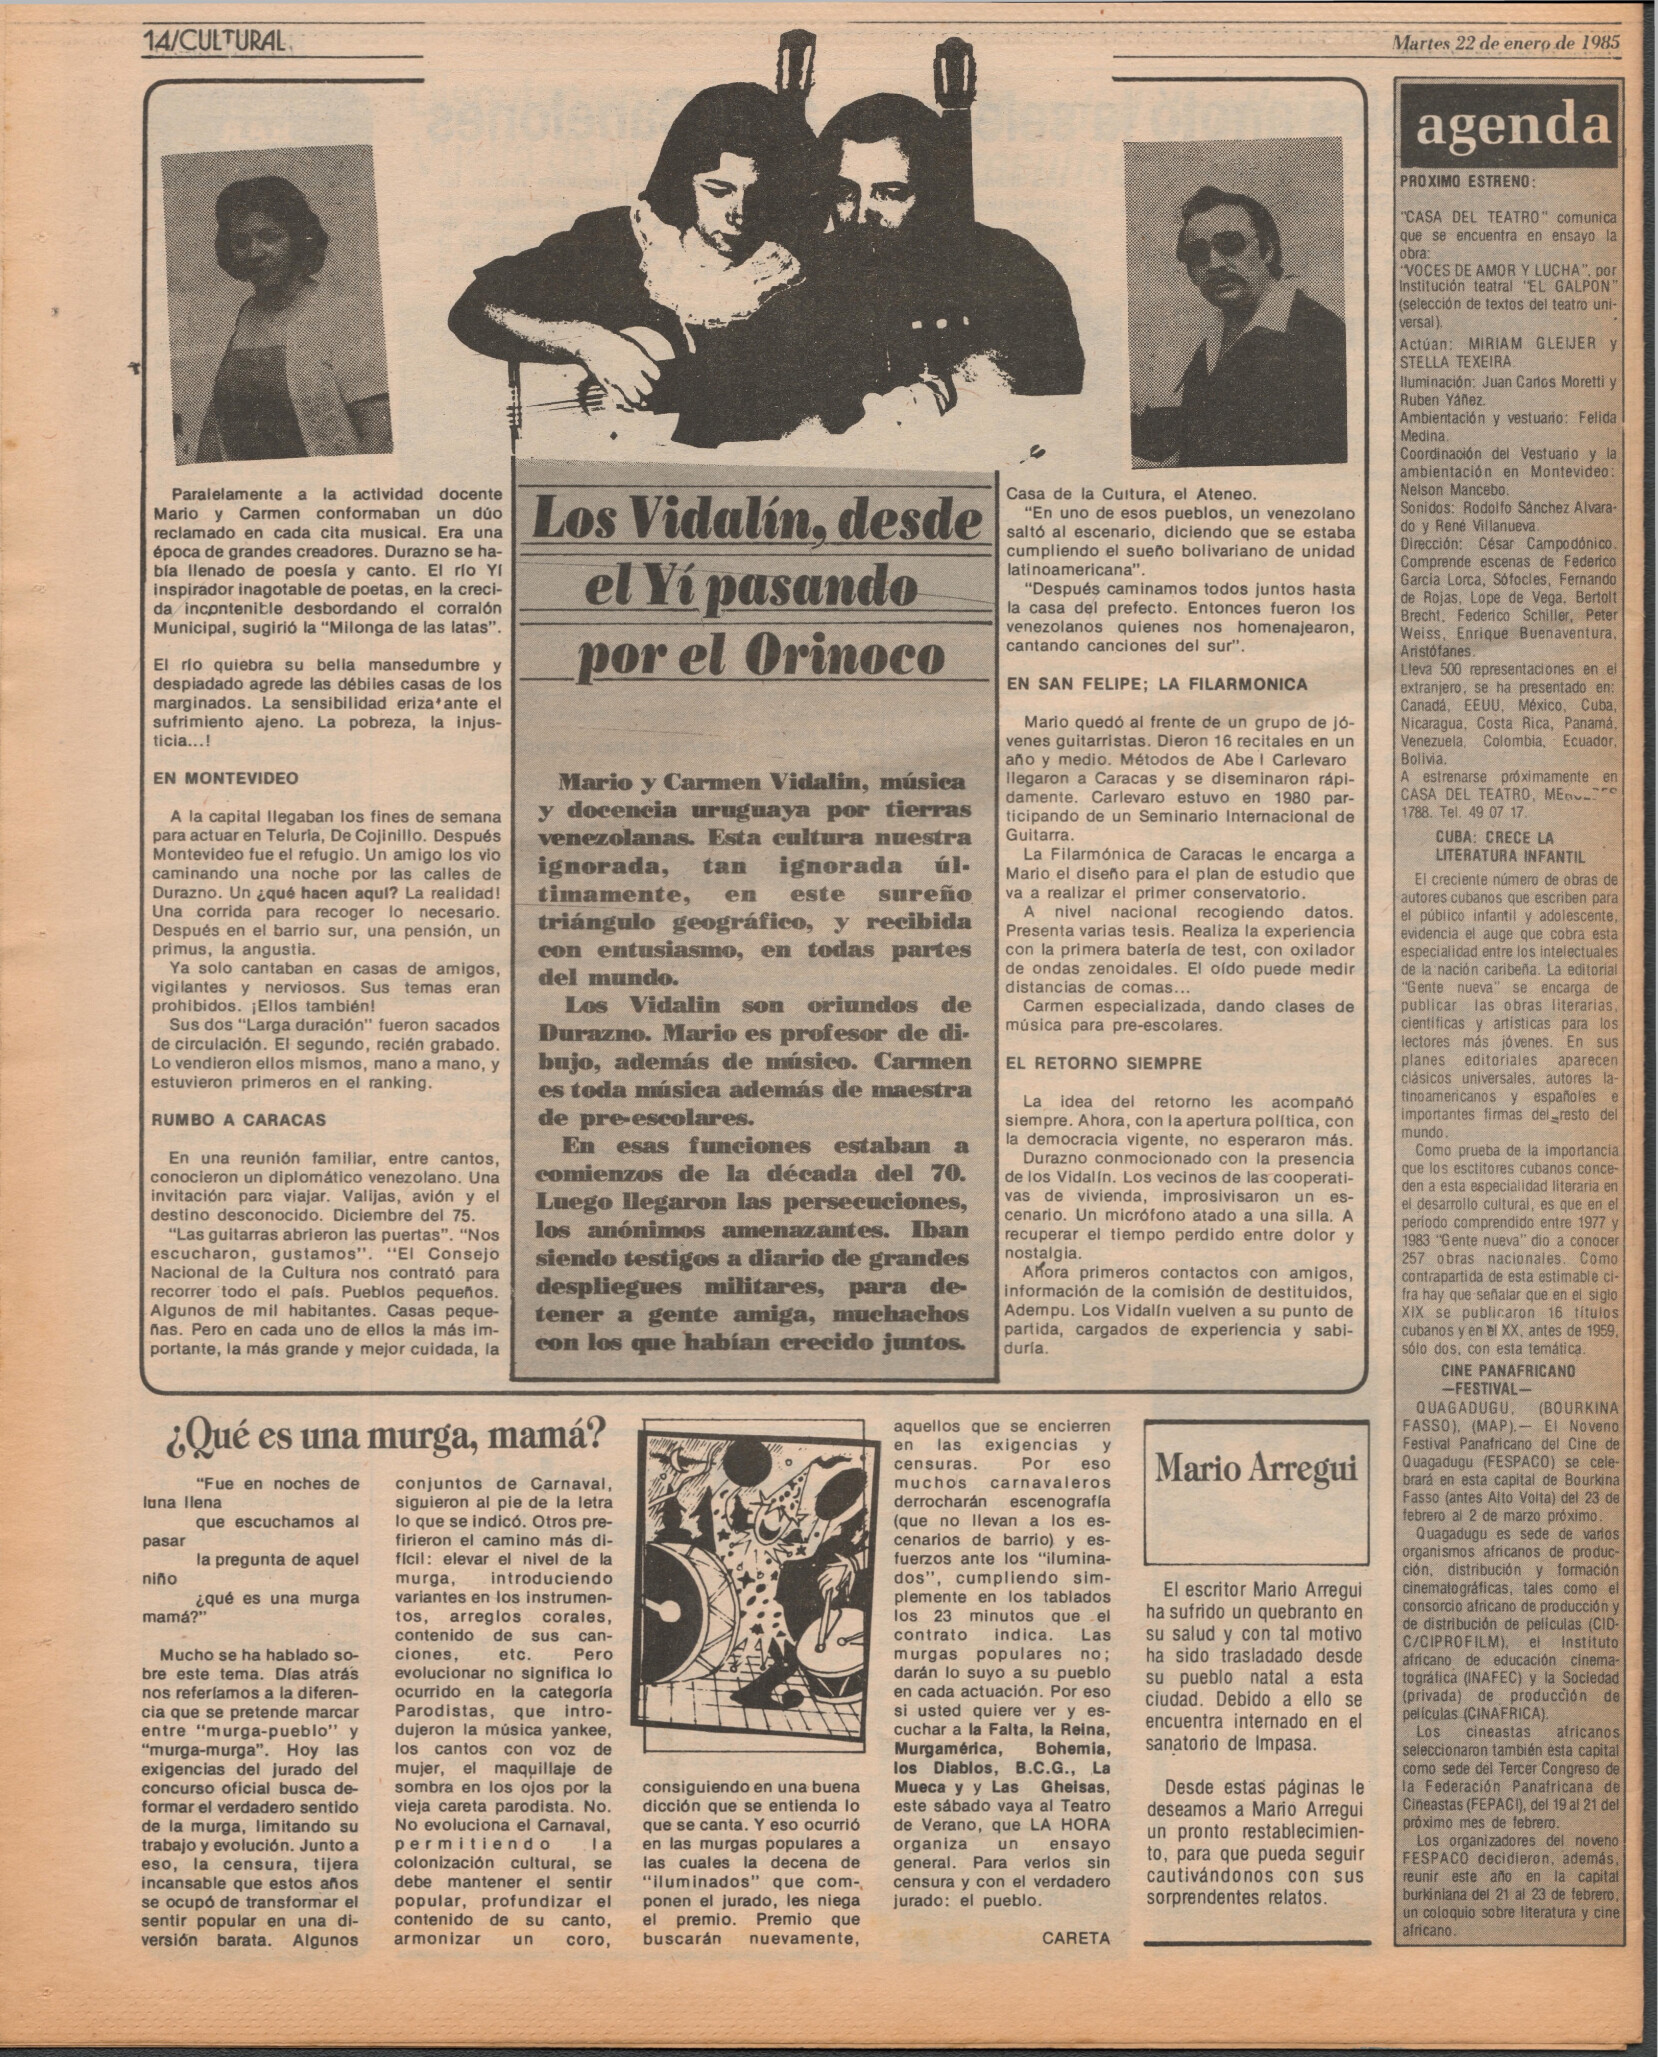 14/CULTURAL
Martes 22 de enero de 1985
Los Vidalín, desde
el Yí pasando
por el Orinoco
Mario y Carmen Vidalin, música
y docencia uruguaya por tierras
venezolanas. Esta cultura nuestra
ignorada, tan ignorada úl-
timamente, en este sureño
triángulo geográfico, y recibida
con entusiasmo, en todas partes
del mundo.
Los Vidalin son oriundos de
Durazno. Mario es profesor de di-
bujo, además de músico. Carmen
es toda música además de maestra
de pre-escolares.
En esas funciones estaban a
comienzos de la década del 70.
Luego llegaron las persecuciones,
los anónimos amenazantes. Iban
siendo testigos a diario de grandes
despliegues militares, para de-
tener a gente amiga, muchachos
con los que habían crecido juntos.
Paralelamente a la actividad docente
Mario y Carmen conformaban un dúo
reclamado en cada cita musical. Era una
época de grandes creadores. Durazno se ha-
bía llenado de poesía y canto. El río Yí
inspirador inagotable de poetas, en la creci-
da incontenible desbordando el corralón
Municipal, sugirió la "Milonga de las latas".
El río quiebra su bella mansedumbre y
despiadado agrede las débiles casas de los
marginados. La sensibilidad eriza ante el
sufrimiento ajeno. La pobreza, la injus-
ticia...!
EN MONTEVIDEO
A la capital llegaban los fines de semana
para actuar en Teluria, De Cojinillo. Después
Montevideo fue el refugio. Un amigo los vio
caminando una noche por las calles de
Durazno. Un ¿qué hacen aquí? La realidad!
Una corrida para recoger lo necesario.
Después en el barrio sur, una pensión, un
primus, la angustia.
Ya solo cantaban en casas de amigos,
vigilantes y nerviosos. Sus temas eran
prohibidos. ¡Ellos también!
Sus dos "Larga duración" fueron sacados
de circulación. El segundo, recién grabado.
Lo vendieron ellos mismos, mano a mano, y
estuvieron primeros en el ranking.
RUMBO A CARACAS
En una reunión familiar, entre cantos,
conocieron un diplomático venezolano. Una
invitación para viajar. Valijas, avión y el
destino desconocido. Diciembre del 75.
"Las guitarras abrieron las puertas". "Nos
escucharon, gustamos". "El Consejo
Nacional de la Cultura nos contrató para
recorrer todo el país. Pueblos pequeños.
Algunos de mil habitantes. Casas peque-
ñas. Pero en cada uno de ellos la más im-
portante, la más grande y mejor cuidada, la
Casa de la Cultura, el Ateneo.
"En uno de esos pueblos, un venezolano
saltó al escenario, diciendo que se estaba
cumpliendo el sueño bolivariano de unidad
latinoamericana".
"Después caminamos todos juntos hasta
la casa del prefecto. Entonces fueron los
venezolanos quienes nos homenajearon,
cantando canciones del sur".
EN SAN FELIPE; LA FILARMONICA
Mario quedó al frente de un grupo de jó-
venes guitarristas. Dieron 16 recitales en un
año y medio. Métodos de Abel Carlevaro
llegaron a Caracas y se diseminaron rápi-
damente. Carlevaro estuvo en 1980 par-
ticipando de un Seminario Internacional de
Guitarra.
La Filarmónica de Caracas le encarga a
Mario el diseño para el plan de estudio que
va a realizar el primer conservatorio.
A nivel nacional recogiendo datos.
Presenta varias tesis. Realiza la experiencia
con la primera batería de test, con oxilador
de ondas zenoidales. El oído puede medir
distancias de comas...
Carmen especializada, dando clases de
música para pre-escolares.
EL RETORNO SIEMPRE
La idea del retorno les acompañó
siempre. Ahora, con la apertura política, con
la democracia vigente, no esperaron más.
Durazno conmocionado con la presencia
de los Vidalín. Los vecinos de las cooperati-
vas de vivienda, improsivisaron un es-
cenario. Un micrófono atado a una silla. A
recuperar el tiempo perdido entre dolor y
nostalgia.
Ahora primeros contactos con amigos,
información de la comisión de destituidos,
Adempu. Los Vidalín vuelven a su punto de
partida, cargados de experiencia y sabi-
duría.
¿Qué es una murga, mamá?
"Fue en noches de
luna llena
que escuchamos al
pasar
la pregunta de aquel
niño
¿qué es una murga
mamá?"
Mucho se ha hablado so-
bre este tema. Días atrás
nos referíamos a la diferen-
cia que se pretende marcar
entre "murga-pueblo" y
"murga-murga". Hoy las
exigencias del jurado del
concurso oficial busca de-
formar el verdadero sentido
de la murga, limitando su
trabajo y evolución. Junto a
eso, la censura, tijera
incansable que estos años
se ocupó de transformar el
sentir popular en una di-
versión barata. Algunos
conjuntos de Carnaval,
siguieron al pie de la letra
lo que se indicó. Otros pre-
firieron el camino más di-
fícil: elevar el nivel de la
murga, introduciendo
variantes en los instrumen-
tos, arreglos corales,
contenido de sus can-
ciones, etc. Pero
evolucionar no significa lo
ocurrido en la categoría
Parodistas, que intro-
dujeron la música yankee,
los cantos con voz de
mujer, el maquillaje de
sombra en los ojos por la
vieja careta parodista. No.
No evoluciona el Carnaval,
permitiendo la
colonización cultural, se
debe mantener el sentir
popular, profundizar el
contenido de su canto,
armonizar un coro,
consiguiendo en una buena
dicción que se entienda lo
que se canta. Y eso ocurrió
en las murgas populares a
las cuales la decena de
"iluminados" que com-
ponen el jurado, les niega
el premio. Premio que
buscarán nuevamente,
aquellos que se encierren
en las exigencias y
censuras. Por eso
muchos carnavaleros
derrocharán escenografía
(que no llevan a los es-
cenarios de barrio) y es-
fuerzos ante los "ilumina-
dos", cumpliendo sim-
plemente en los tablados
los 23 minutos que el
contrato indica. Las
murgas populares no;
darán lo suyo a su pueblo
en cada actuación. Por eso
si usted quiere ver y es-
cuchar a la Falta, la Reina,
Murgamérica, Bohemia,
los Diablos, B.C.G., La
Mueca y y Las Gheisas,
este sábado vaya al Teatro
de Verano, que LA HORA
organiza un ensayo
general. Para verlos sin
censura y con el verdadero
jurado: el pueblo.
CARETA
Mario Arregui
El escritor Mario Arregui
ha sufrido un quebranto en
su salud y con tal motivo
ha sido trasladado desde
su pueblo natal a esta
ciudad. Debido a ello se
encuentra internado en el
sanatorio de Impasa.
Desde estas páginas le
deseamos a Mario Arregui
un pronto restablecimien-
to, para que pueda seguir
cautivándonos con sus
sorprendentes relatos.
agenda
PROXIMO ESTRENO:
"CASA DEL TEATRO" comunica
que se encuentra en ensayo la
obra:
"VOCES DE AMOR Y LUCHA", por
Institución teatral "EL GALPON"
(selección de textos del teatro uni-
versal).
Actúan: MIRIAM GLEIJER y
STELLA TEXEIRA.
Iluminación: Juan Carlos Moretti y
Ruben Yáñez.
Ambientación y vestuario: Felida
Medina.
Coordinación del Vestuario y la
ambientación en Montevideo:
Nelson Mancebo.
Sonidos: Rodolfo Sánchez Alvara-
do y René Villanueva.
Dirección: César Campodónico.
Comprende escenas de Federico
García Lorca, Sófocles, Fernando
de Rojas, Lope de Vega, Bertolt
Brecht, Federico Schiller, Peter
Weiss, Enrique Buenaventura,
Aristófanes.
Lleva 500 representaciones en el
extranjero, se ha presentado en:
Canadá, EEUU, México, Cuba,
Nicaragua, Costa Rica, Panamá,
Venezuela, Colombia, Ecuador,
Bolivia.
A estrenarse próximamente en
CASA DEL TEATRO,
1788. Tel. 49 07 17.
CUBA: CRECE LA
LITERATURA INFANTIL
El creciente número de obras de
autores cubanos que escriben para
el público infantil y adolescente,
evidencia el auge que cobra esta
especialidad entre los intelectuales
de la nación caribeña. La editorial
"Gente nueva" se encarga de
publicar las obras literarias,
científicas y artísticas para los
lectores más jóvenes. En sus
planes editoriales aparecen
clásicos universales, autores la-
tinoamericanos y españoles e
importantes firmas del resto del
mundo.
Como prueba de la importancia
que los escitores cubanos conce-
den a esta especialidad literaria en
el desarrollo cultural, es que en el
período comprendido entre 1977 y
1983 "Gente nueva" dio a conocer
257 obras nacionales. Como
contrapartida de esta estimable ci-
fra hay que señalar que en el siglo
XIX se publicaron 16 títulos
cubanos y en el XX, antes de 1959,
sólo dos, con esta temática.
CINE PANAFRICANO
—FESTIVAL—
QUAGADUGU, (BOURKINA
FASSO), (MAP).— El Noveno
Festival Panafricano del Cine de
Quagadugu (FESPACO) se cele-
brará en esta capital de Bourkina
Fasso (antes Alto Volta) del 23 de
febrero al 2 de marzo próximo.
Quagadugu es sede de varios
organismos africanos de produc-
ción, distribución y formación
cinematográficas, tales como el
consorcio africano de producción y
de distribución de películas (CID-
C/CIPROFILM), el Instituto
africano de educación cinema-
tográfica (INAFEC) y la Sociedad
(privada) de producción de
películas (CINAFRICA).
Los cineastas africanos
seleccionaron también esta capital
como sede del Tercer Congreso de
la Federación Panafricana de
Cineastas (FEPACI), del 19 al 21 del
próximo mes de febrero.
Los organizadores del noveno
FESPACO decidieron, además,
reunir este año en la capital
burkiniana del 21 al 23 de febrero,
un coloquio sobre literatura y cine
africano.